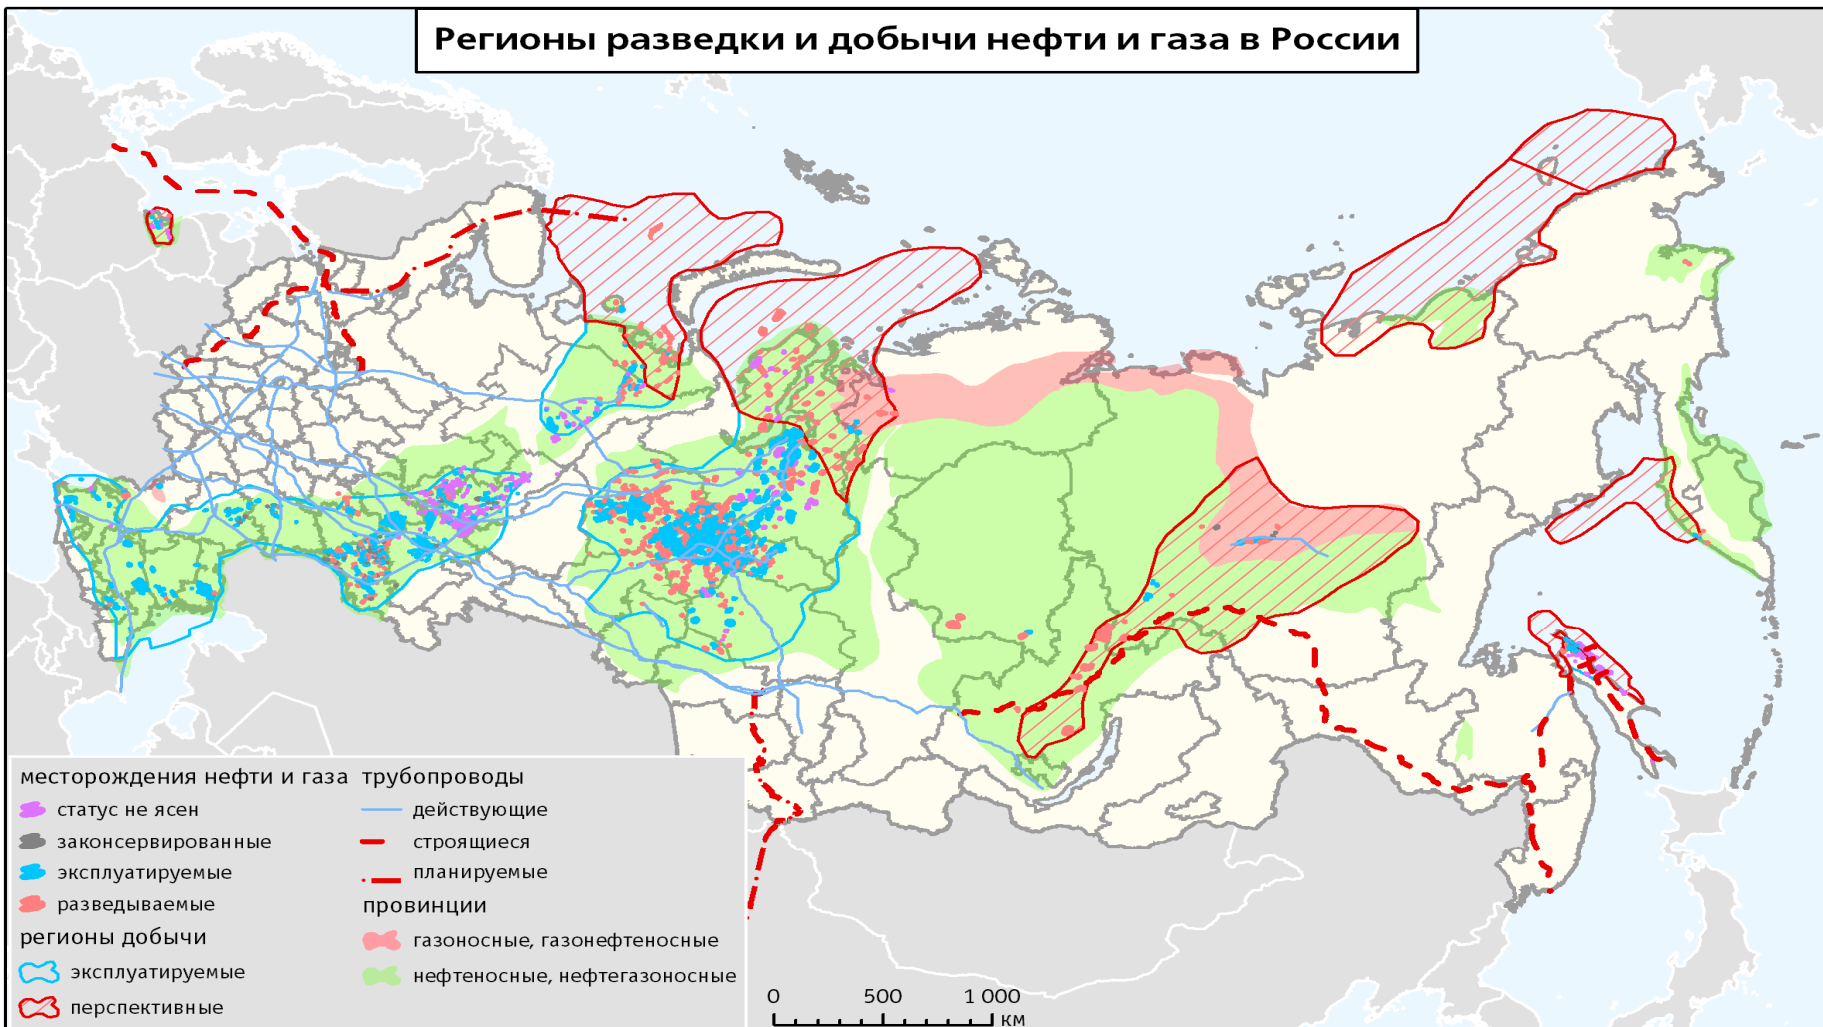 Регионы разведки и добычи нефти и газа в России
месторождения нефти и газа
статус не ясен
законсервированные
эксплуатируемые
разведываемые
регионы добычи
эксплуатируемые
перспективные
трубопроводы
действующие
строящиеся
планируемые
провинции
газоносные, газонефтеносные
нефтеносные, нефтегазоносные
0 500 1 000
км